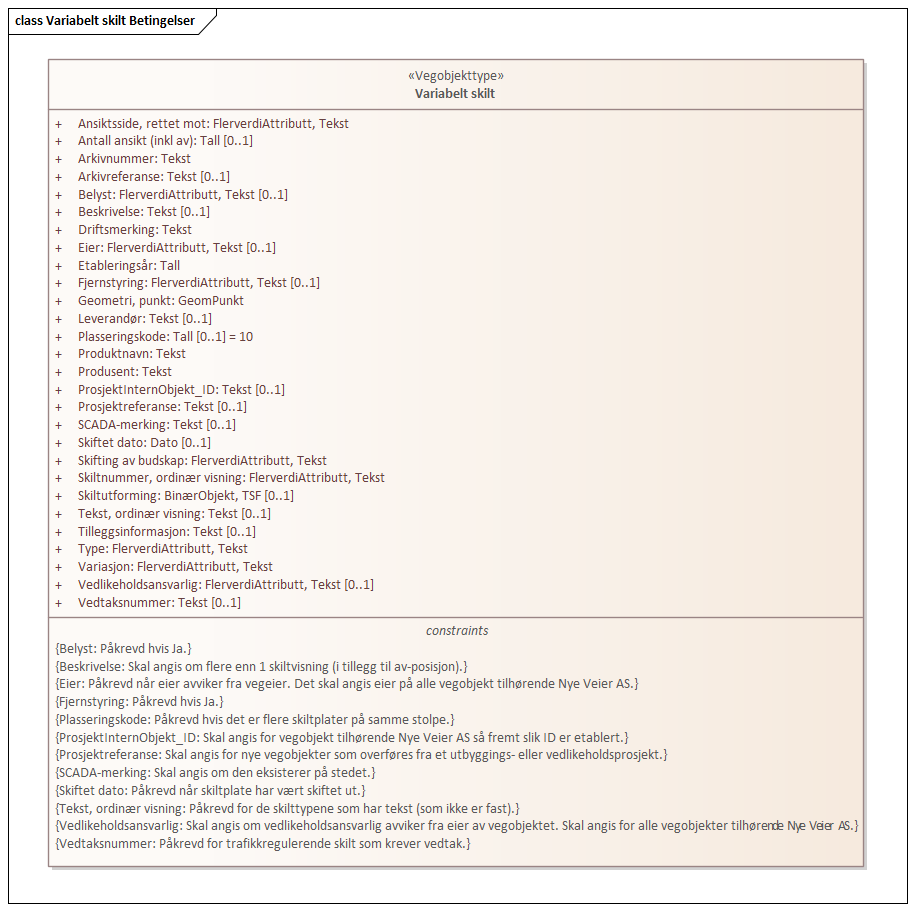 class Variabelt skilt Betingelser
«Vegobjekttype»
Variabelt skilt
+ Ansiktsside, rettet mot: FlerverdiAttributt, Tekst
+ Antall ansikt (inkl av): Tall [0..1]
+ Arkivnummer: Tekst
+ Arkivreferanse: Tekst [0..1]
+ Belyst: FlerverdiAttributt, Tekst [0..1]
+ Beskrivelse: Tekst [0..1]
+ Driftsmerking: Tekst
+ Eier: FlerverdiAttributt, Tekst [0..1]
+ Etableringsår: Tall
+ Fjernstyring: FlerverdiAttributt, Tekst [0..1]
+ Geometri, punkt: GeomPunkt
+ Leverandør: Tekst [0..1]
+ Plasseringskode: Tall [0..1] = 10
+ Produktnavn: Tekst
+ Produsent: Tekst
+ ProsjektInternObjekt_ID: Tekst [0..1]
+ Prosjektreferanse: Tekst [0..1]
+ SCADA-merking: Tekst [0..1]
+ Skiftet dato: Dato [0..1]
+ Skifting av budskap: FlerverdiAttributt, Tekst
+ Skiltnummer, ordinær visning: FlerverdiAttributt, Tekst
+ Skiltutforming: BinærObjekt, TSF [0..1]
+ Tekst, ordinær visning: Tekst [0..1]
+ Tilleggsinformasjon: Tekst [0..1]
+ Type: FlerverdiAttributt, Tekst
+ Variasjon: FlerverdiAttributt, Tekst
+ Vedlikeholdsansvarlig: FlerverdiAttributt, Tekst [0..1]
+ Vedtaksnummer: Tekst [0..1]
constraints
{Belyst: Påkrevd hvis Ja.}
{Beskrivelse: Skal angis om flere enn 1 skiltvisning (i tillegg til av-posisjon).}
{Eier: Påkrevd når eier avviker fra vegeier. Det skal angis eier på alle vegobjekt tilhørende Nye Veier AS.}
{Fjernstyring: Påkrevd hvis Ja.}
{Plasseringskode: Påkrevd hvis det er flere skiltplater på samme stolpe.}
{ProsjektInternObjekt_ID: Skal angis for vegobjekt tilhørende Nye Veier AS så fremt slik ID er etablert.}
{Prosjektreferanse: Skal angis for nye vegobjekter som overføres fra et utbyggings- eller vedlikeholdsprosjekt.}
{SCADA-merking: Skal angis om den eksisterer på stedet.}
{Skiftet dato: Påkrevd når skiltplate har vært skiftet ut.}
{Tekst, ordinær visning: Påkrevd for de skilttypene som har tekst (som ikke er fast).}
{Vedlikeholdsansvarlig: Skal angis om vedlikeholdsansvarlig avviker fra eier av vegobjektet. Skal angis for alle vegobjekter tilhørende Nye Veier AS.}
{Vedtaksnummer: Påkrevd for trafikkregulerende skilt som krever vedtak.}